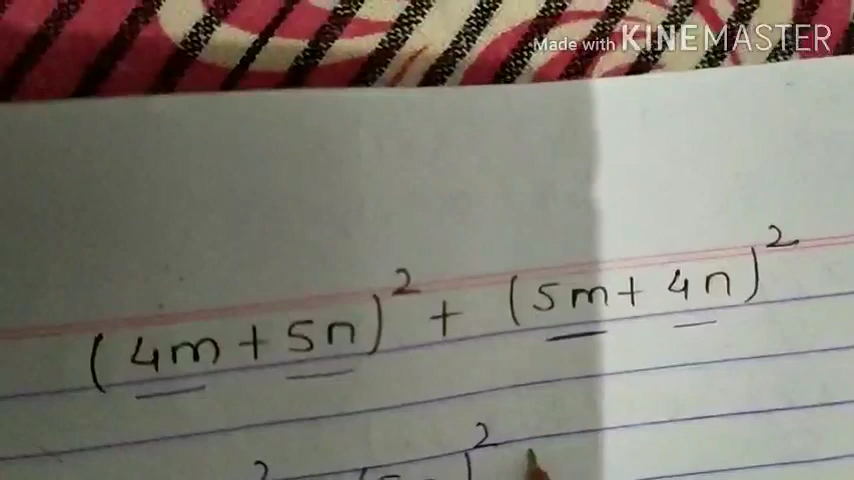 Made with KINEMASTER
(4m + 5n)² + (5m + 4n)²